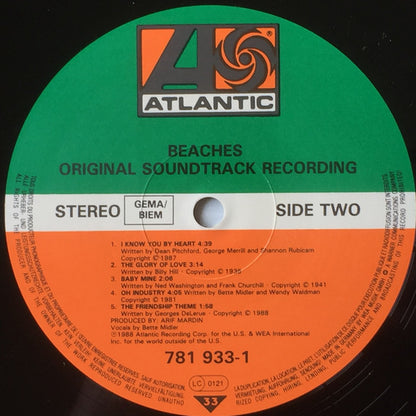 ATLANTIC
BEACHES
ORIGINAL SOUNDTRACK RECORDING
STEREO
GEMA/
BIEM
SIDE TWO
1. I KNOW YOU BY HEART 4:39
Written by Dean Pitchford, George Merrill and Shannon Rubicam
Copyright © 1987
2. THE GLORY OF LOVE 3:14
Written by Billy Hill · Copyright © 1935
3. BABY MINE 2:06
Written by Ned Washington and Frank Churchill · Copyright © 1941
4. OH INDUSTRY 4:05 Written by Bette Midler and Wendy Waldman
Copyright © 1981
5. THE FRIENDSHIP THEME 1:58
Written by Georges DeLerue · Copyright © 1988
PRODUCED BY: ARIF MARDIN
Vocals by Bette Midler
℗ 1988 Atlantic Recording Corp. for the U.S. & WEA International
Inc. for the world outside of the U.S.
781 933-1
LC 0121
33